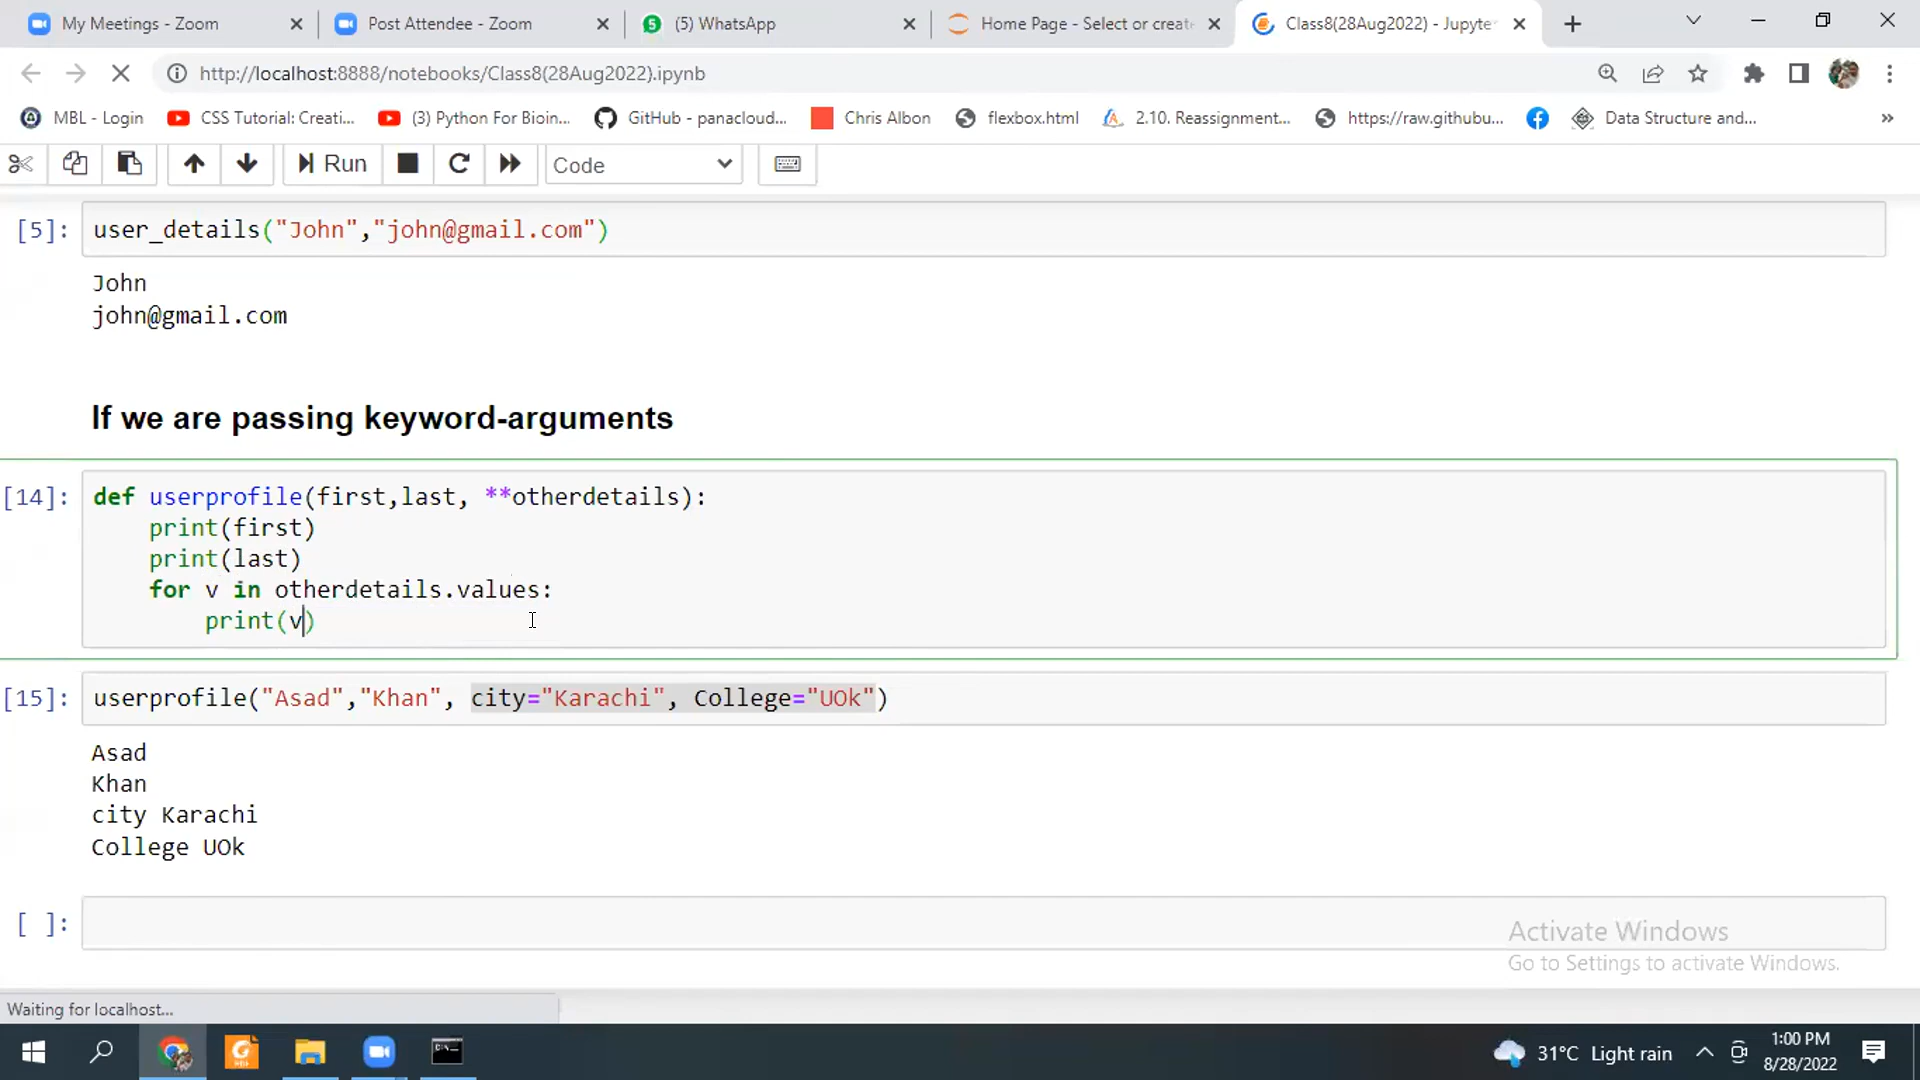 My Meetings - Zoom
Post Attendee - Zoom
(5) WhatsApp
Home Page - Select or creat
Class8(28Aug2022) - Jupyte
http://localhost:8888/notebooks/Class8(28Aug2022).ipynb
MBL - Login
CSS Tutorial: Creati...
(3) Python For Bioin...
GitHub - panacloud...
Chris Albon
flexbox.html
2.10. Reassignment...
https://raw.githubu...
Data Structure and...
»
Run
Code
[5]: user_details("John","john@gmail.com")
John
john@gmail.com
If we are passing keyword-arguments
[14]: def userprofile(first,last, **otherdetails):
print(first)
print(last)
for v in otherdetails.values:
print(v)
[15]: userprofile("Asad","Khan", city="Karachi", College="UOk")
Asad
Khan
city Karachi
College UOk
[ ]:
Activate Windows
Go to Settings to activate Windows.
Waiting for localhost...
31°C Light rain
1:00 PM
8/28/2022